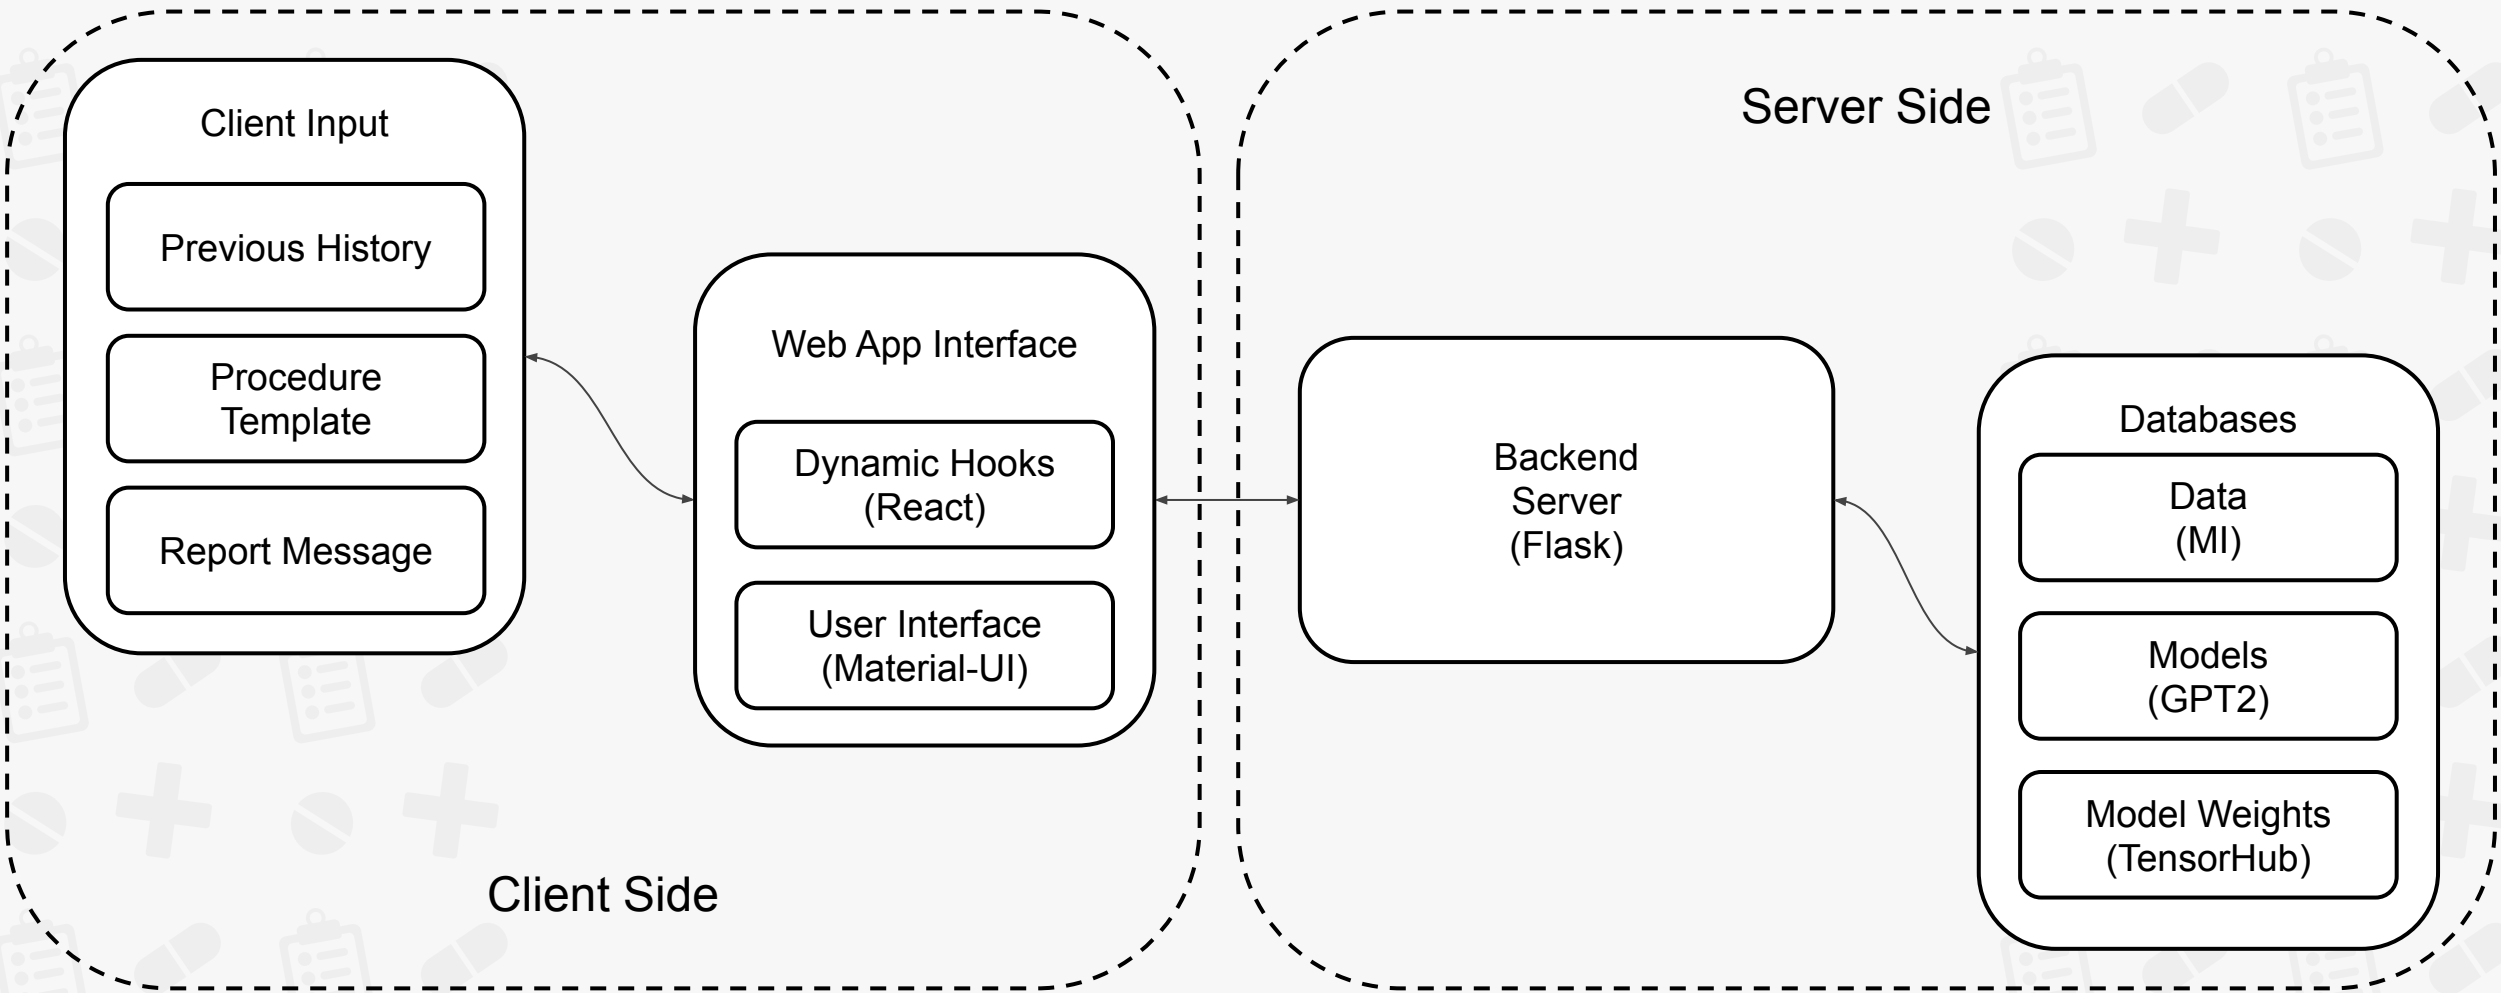 Client Input
Previous History
Procedure
Template
Report Message
Client Side
Web App Interface
Dynamic Hooks
(React)
User Interface
(Material-UI)
Server Side
Backend
Server
(Flask)
Databases
Data
(MI)
Models
(GPT2)
Model Weights
(TensorHub)